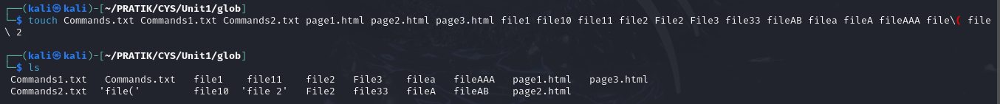 ┌──(kali㉿kali)-[~/PRATIK/CYS/Unit1/glob]
└─$ touch Commands.txt Commands1.txt Commands2.txt page1.html page2.html page3.html file1 file10 file11 file2 File2 File3 file33 fileAB filea fileA fileAAA file\( file
\ 2
┌──(kali㉿kali)-[~/PRATIK/CYS/Unit1/glob]
└─$ ls
Commands1.txt   Commands.txt   file1    file11   file2   File3    filea   fileAAA   page1.html   page3.html
Commands2.txt  'file('         file10  'file 2'   File2   file33   fileA   fileAB    page2.html